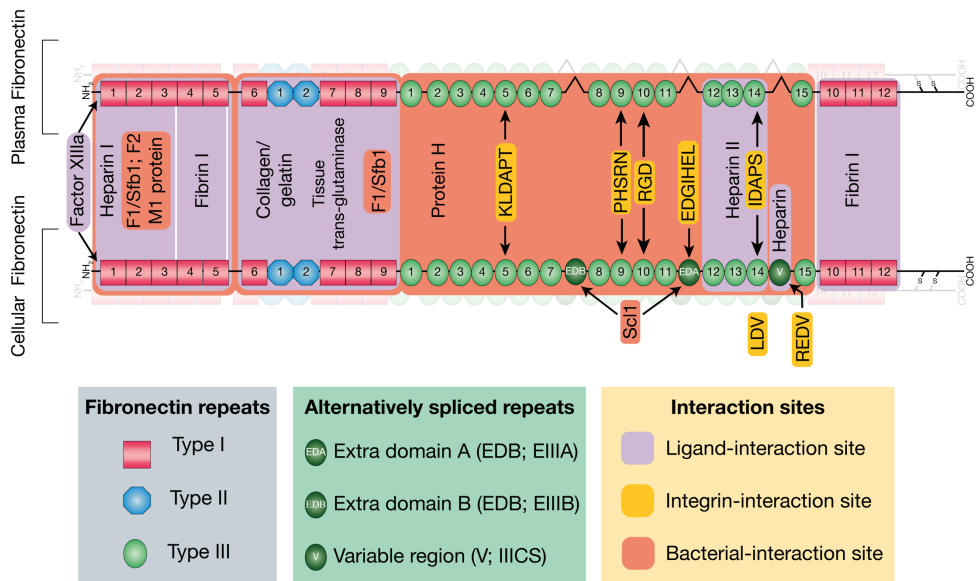 Plasma Fibronectin
NH2
1 2 3 4 5 6 1 2 7 8 9 1 2 3 4 5 6 7 8 9 10 11 12 13 14 15 10 11 12
s s
COOH
Factor XIIIa
Heparin I
F1/Sfb1; F2
M1 protein
Fibrin I
Collagen/
gelatin
Tissue
trans-glutaminase
F1/Sfb1
Protein H
KLDAPT
PHSRN
RGD
EDGIHEL
Heparin II
IDAPS
Heparin
Fibrin I
Cellular Fibronectin
NH2
1 2 3 4 5 6 1 2 7 8 9 1 2 3 4 5 6 7 EDB 8 9 10 11 EDA 12 13 14 V 15 10 11 12
s s
COOH
NH2
COOH
NH2
COOH
Scl1
LDV
REDV
Fibronectin repeats
Type I
Type II
Type III
Alternatively spliced repeats
EDA Extra domain A (EDB; EIIIA)
EDB Extra domain B (EDB; EIIIB)
V Variable region (V; IIICS)
Interaction sites
Ligand-interaction site
Integrin-interaction site
Bacterial-interaction site